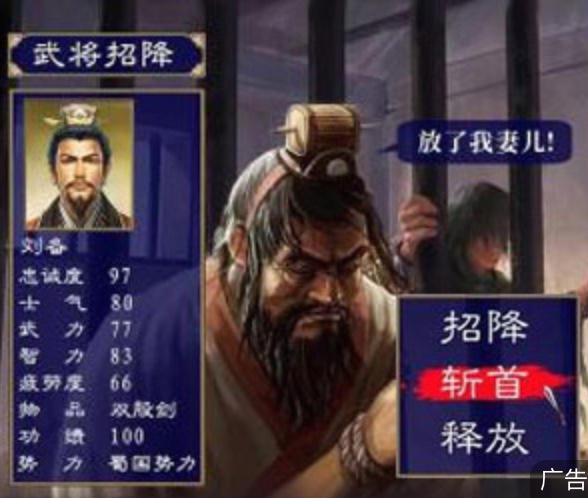 武将招降
放了我妻儿!
刘备
忠诚度 97
士气 80
武力 77
智力 83
疲劳度 66
物品 双股剑
功绩 100
势力 蜀国势力
招降
斩首
释放
广告